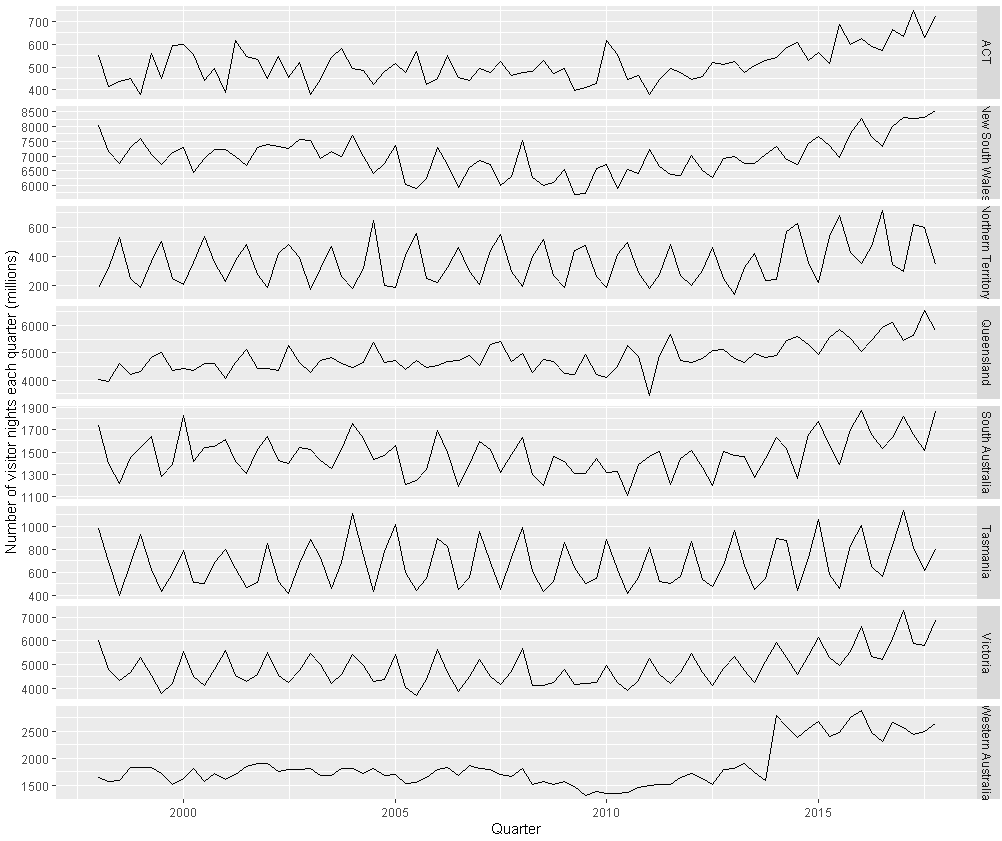 Number of visitor nights each quarter (millions)
700
600
500
400
ACT
8500
8000
7500
7000
6500
6000
New South Wales
600
400
200
Northern Territory
6000
5000
4000
Queensland
1900
1700
1500
1300
1100
South Australia
1000
800
600
400
Tasmania
7000
6000
5000
4000
Victoria
2500
2000
1500
Western Australia
2000 2005 2010 2015
Quarter